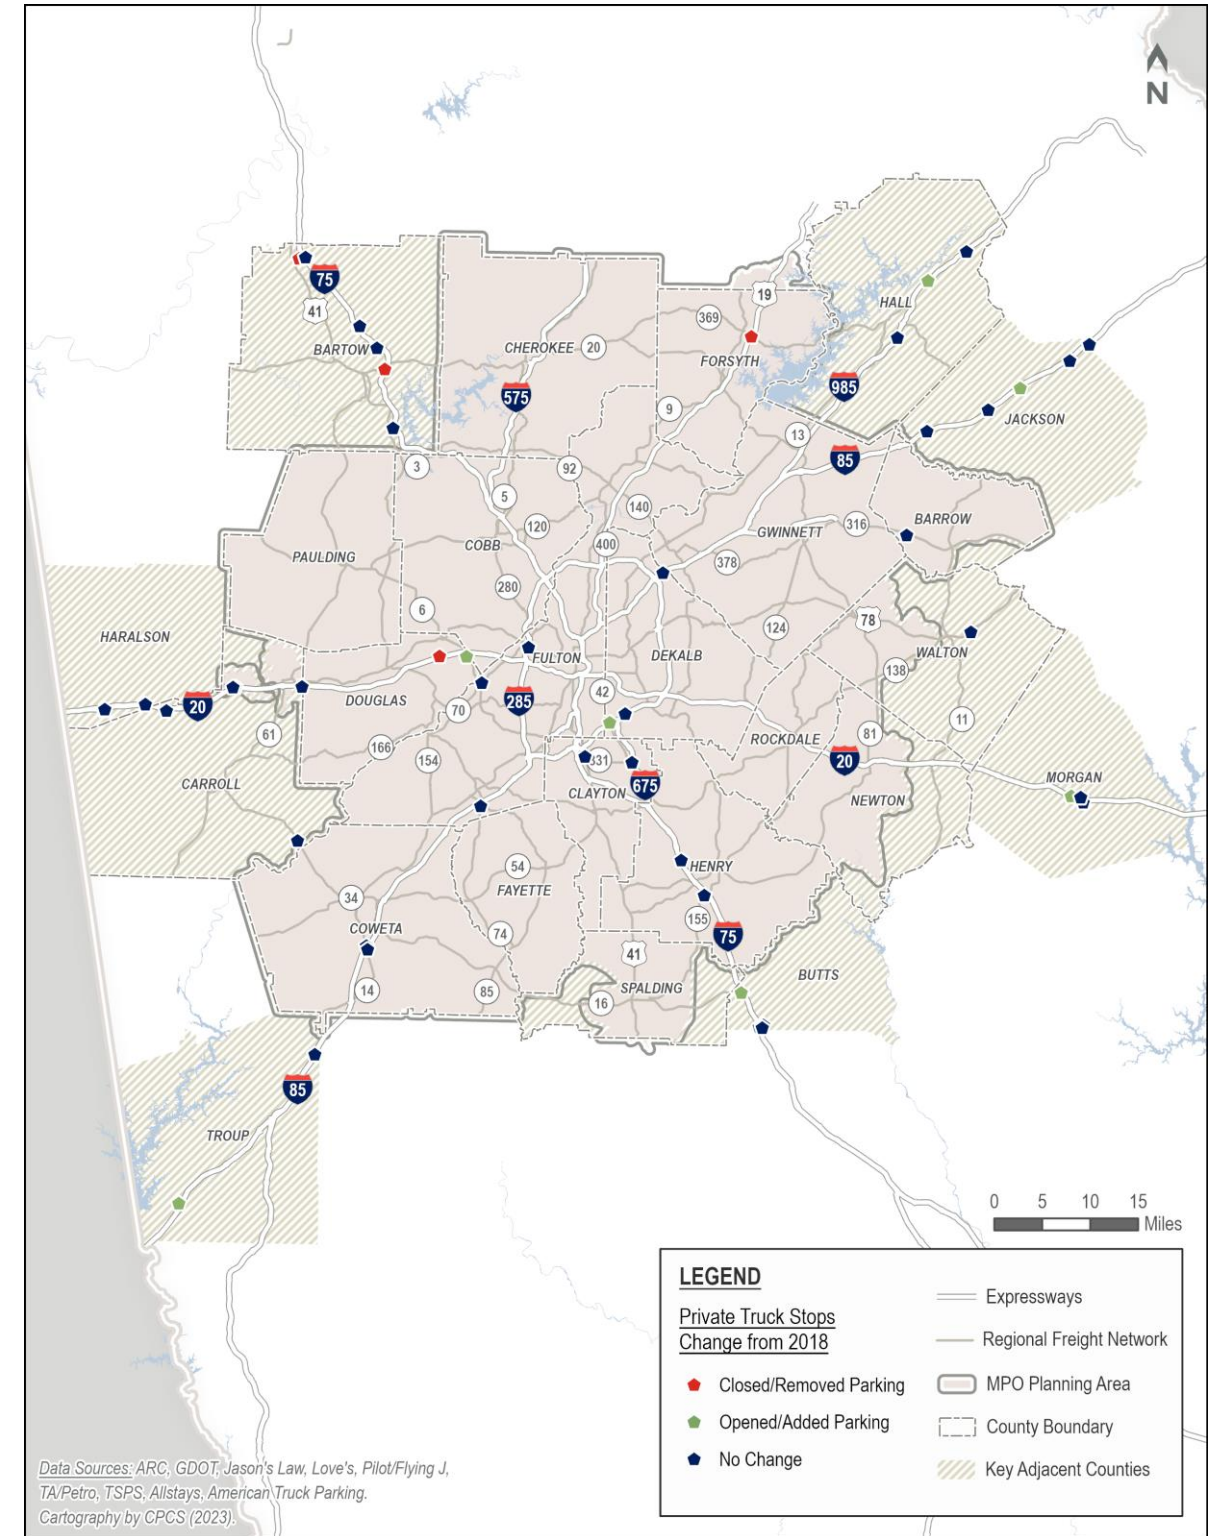 N
75
41
BARTOW
CHEROKEE
20
369
19
FORSYTH
HALL
575
985
9
JACKSON
13
85
3
92
5
140
120
COBB
400
GWINNETT
316
BARROW
PAULDING
378
280
6
124
78
HARALSON
FULTON
DEKALB
WALTON
138
DOUGLAS
285
42
20
70
11
61
166
154
331
ROCKDALE
81
20
CARROLL
675
CLAYTON
NEWTON
MORGAN
54
HENRY
FAYETTE
34
155
COWETA
74
75
41
BUTTS
14
85
16
SPALDING
85
TROUP
0 5 10 15
Miles
LEGEND
Private Truck Stops
Change from 2018
Closed/Removed Parking
Opened/Added Parking
No Change
Expressways
Regional Freight Network
MPO Planning Area
County Boundary
Key Adjacent Counties
Data Sources: ARC, GDOT, Jason's Law, Love's, Pilot/Flying J,
TA/Petro, TSPS, Allstays, American Truck Parking.
Cartography by CPCS (2023).